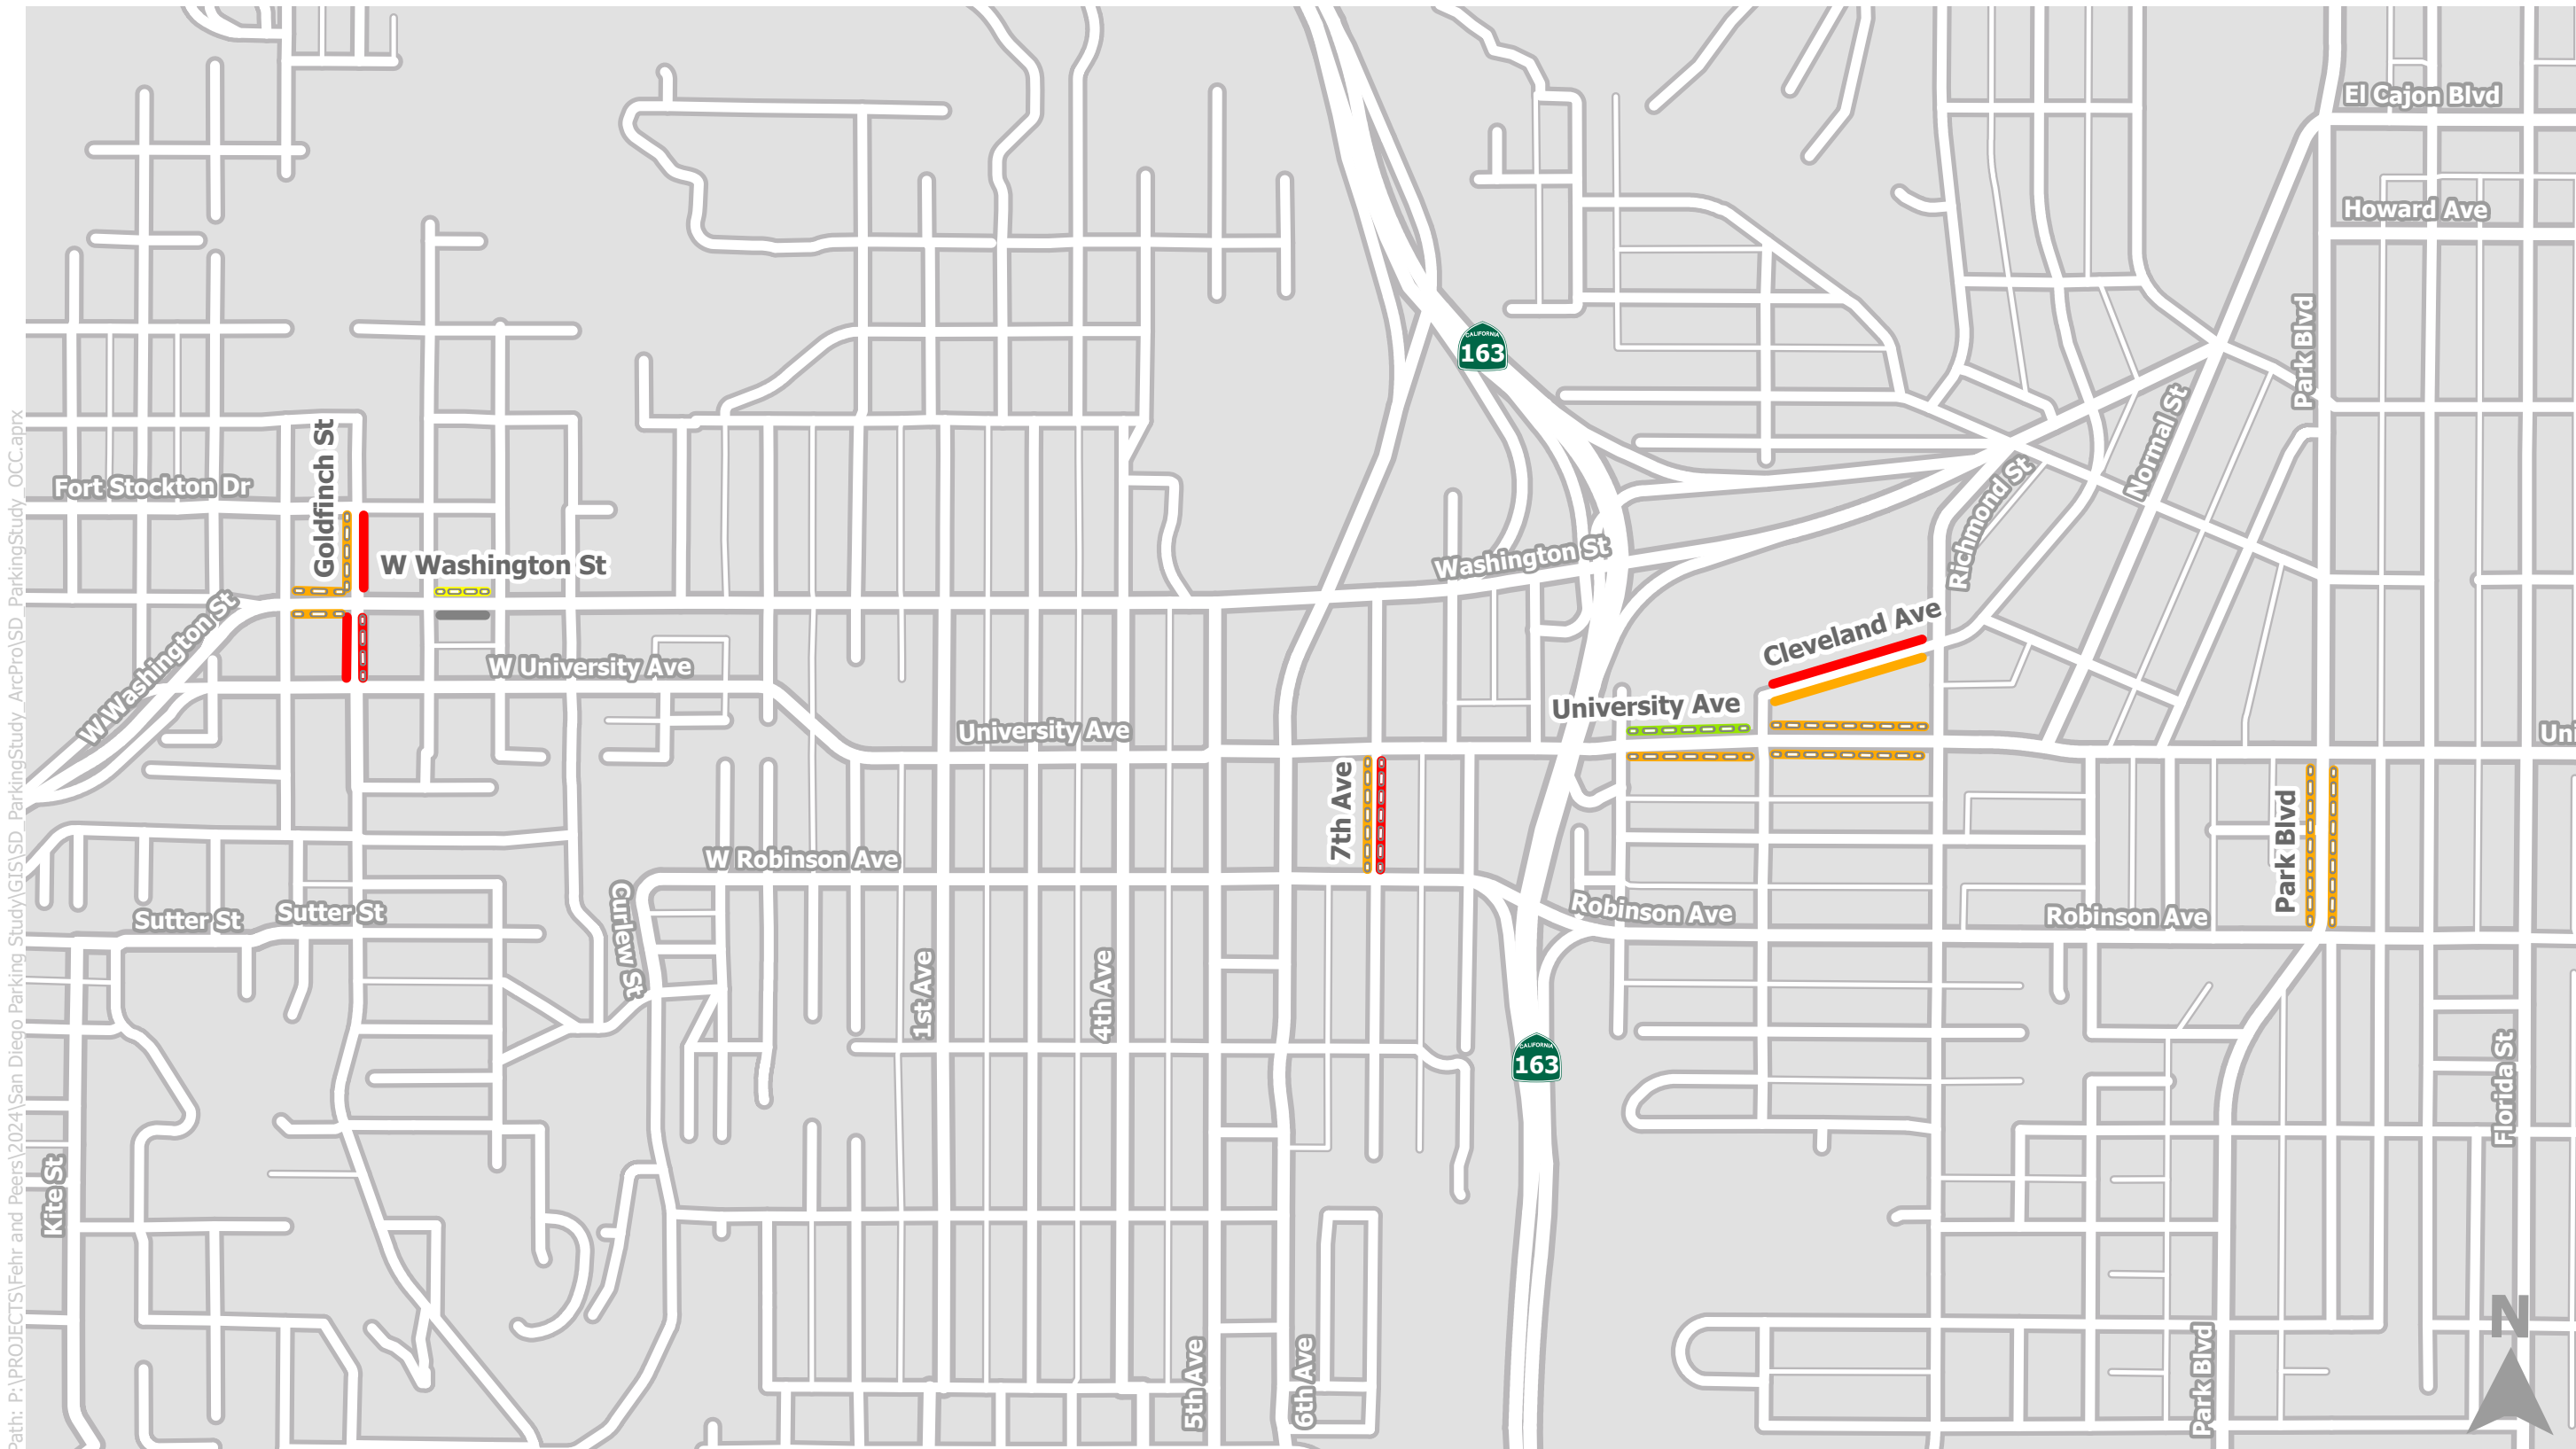 El Cajon Blvd
Howard Ave
CALIFORNIA
163
Park Blvd
Normal St
Goldfinch St
Fort Stockton Dr
Richmond St
W Washington St
Washington St
W Washington St
Cleveland Ave
W University Ave
University Ave
University Ave
Uni
7th Ave
Park Blvd
W Robinson Ave
Robinson Ave
Robinson Ave
Sutter St
Sutter St
Curlew St
1st Ave
4th Ave
CALIFORNIA
163
Florida St
Kite St
5th Ave
6th Ave
Park Blvd
N
Path: P:\PROJECTS\Fehr and Peers\2024\San Diego Parking Study\GIS\SD_ParkingStudy_ArcPro\SD_ParkingStudy_OCC.aprx